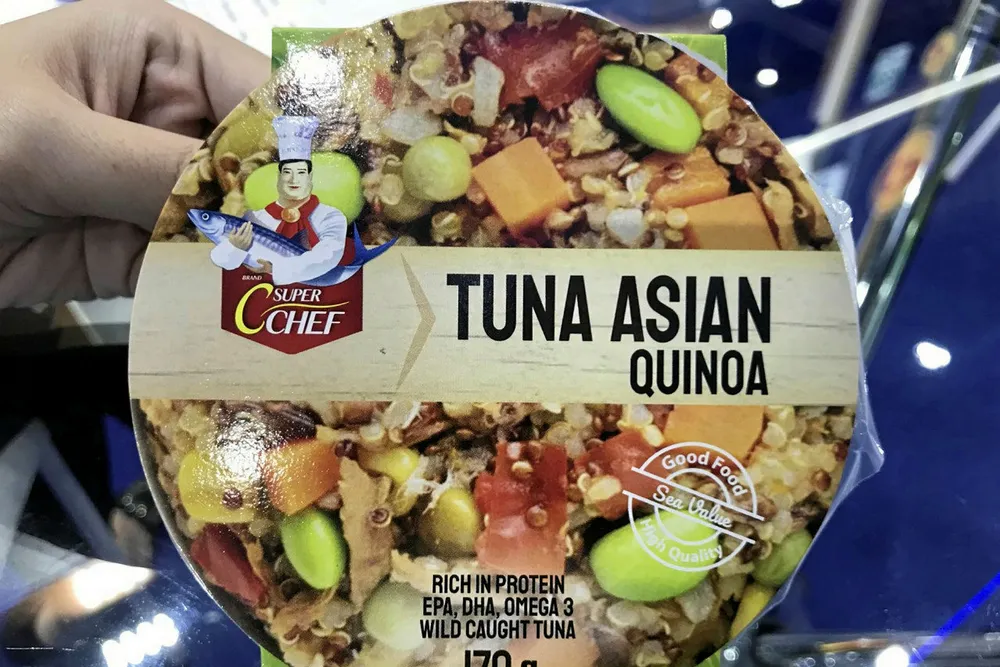 BRAND
SUPER
CHEF
TUNA ASIAN
QUINOA
Good Food
Sea Value
High Quality
RICH IN PROTEIN
EPA, DHA, OMEGA 3
WILD CAUGHT TUNA
170 g